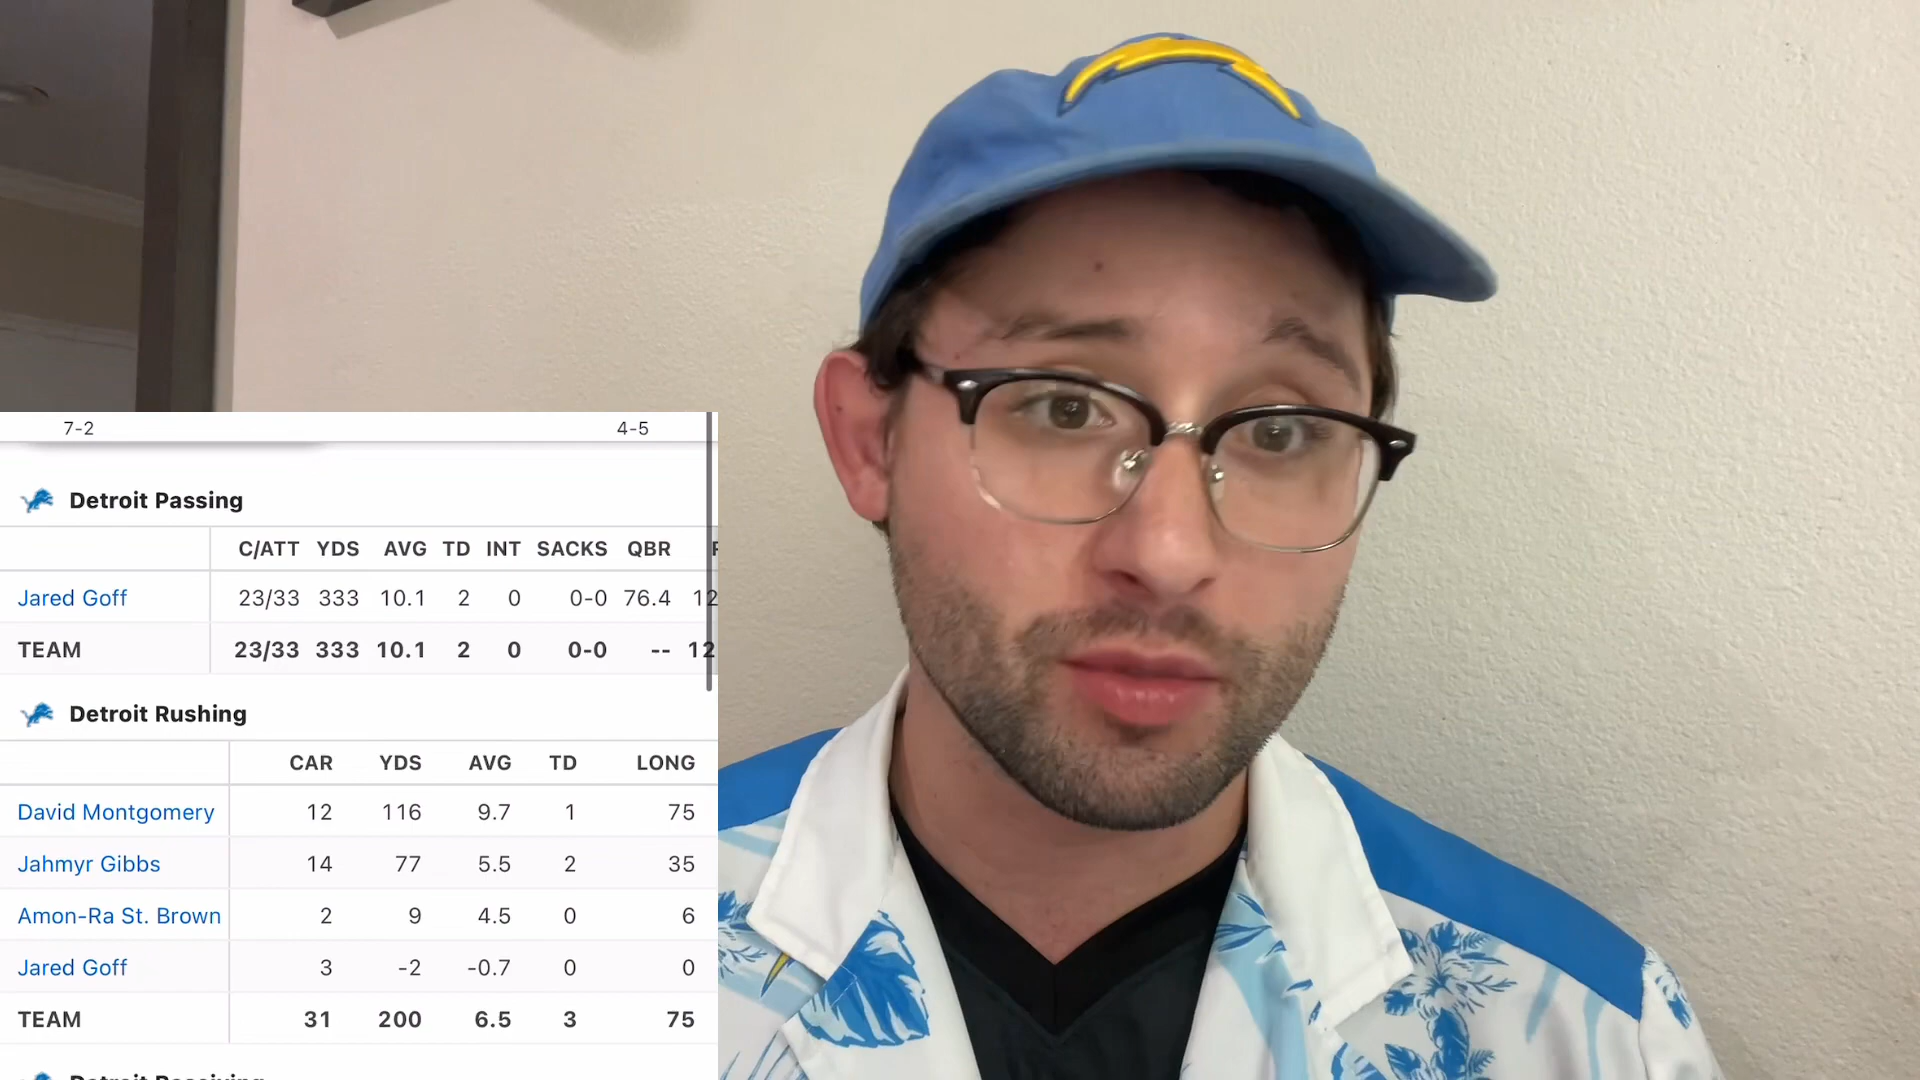 7-2 4-5
Detroit Passing
C/ATT YDS AVG TD INT SACKS QBR
Jared Goff 23/33 333 10.1 2 0 0-0 76.4 12
TEAM 23/33 333 10.1 2 0 0-0 -- 12
Detroit Rushing
CAR YDS AVG TD LONG
David Montgomery 12 116 9.7 1 75
Jahmyr Gibbs 14 77 5.5 2 35
Amon-Ra St. Brown 2 9 4.5 0 6
Jared Goff 3 -2 -0.7 0 0
TEAM 31 200 6.5 3 75
Detroit Receiving